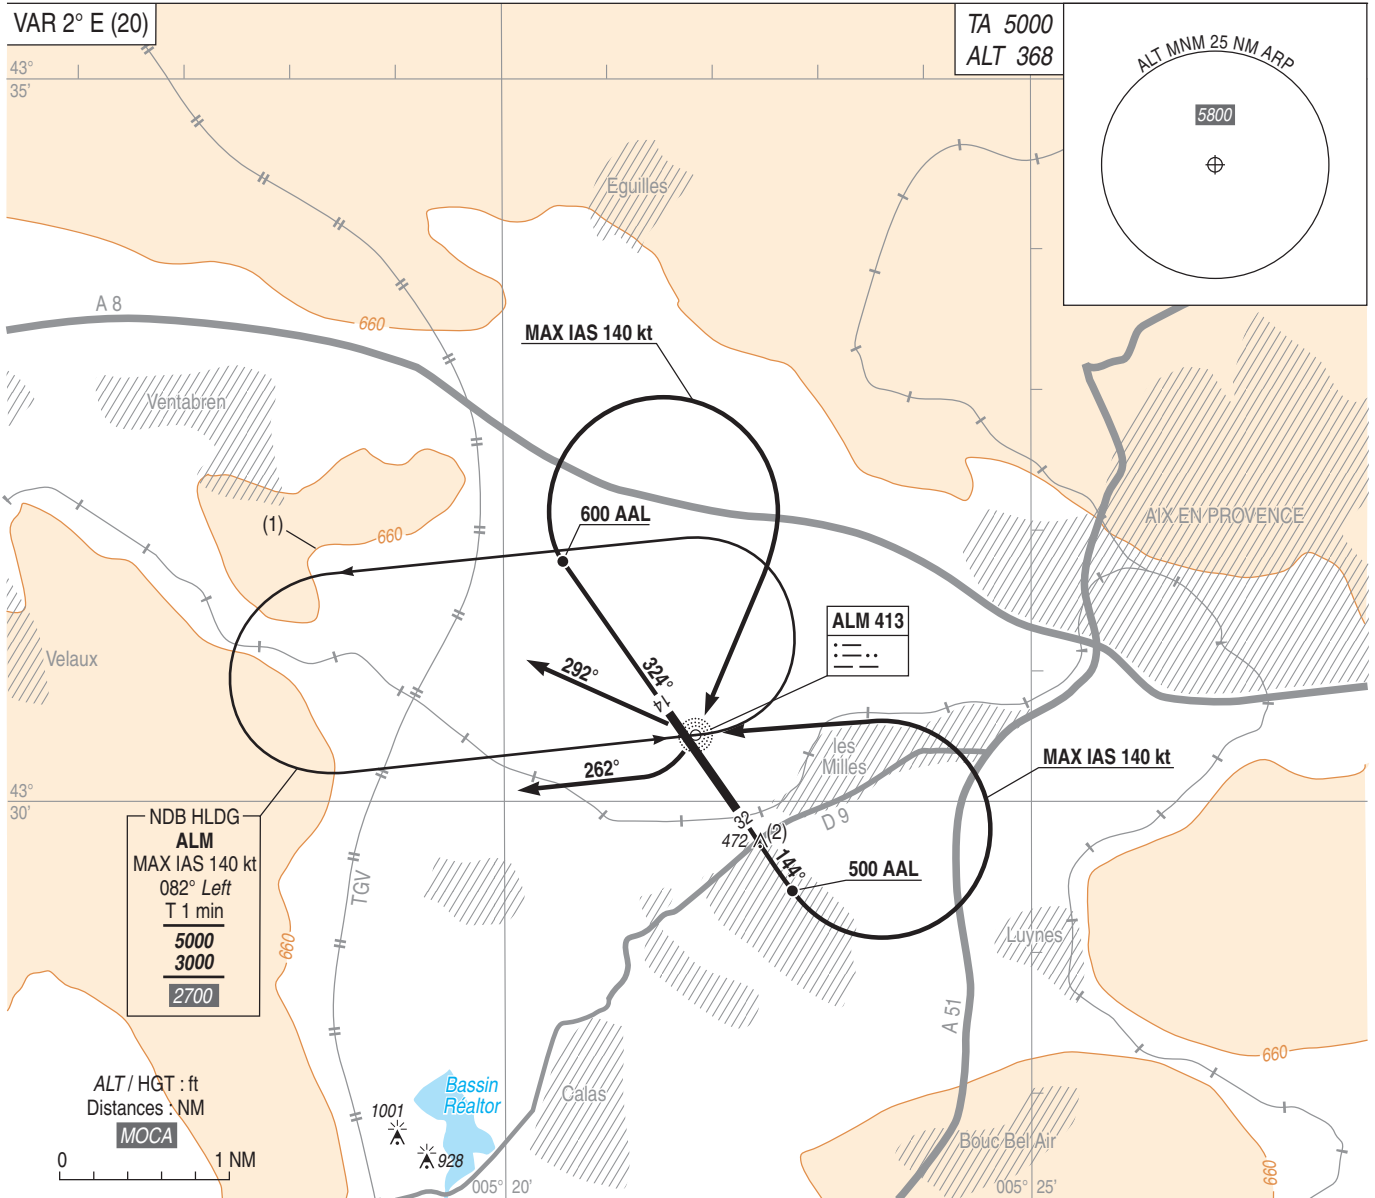 VAR 2° E (20)
TA 5000
ALT 368
ALT MNM 25 NM ARP
5800
43°
35'
Eguilles
A 8
660
MAX IAS 140 kt
Ventabren
600 AAL
(1)
660
AIX EN PROVENCE
ALM 413
Velaux
292°
324°
14
les
Milles
MAX IAS 140 kt
262°
43°
30'
32
D 9
472
(2)
144°
500 AAL
NDB HLDG
ALM
MAX IAS 140 kt
082° Left
T 1 min
5000
3000
2700
TGV
660
Luynes
A 51
660
ALT / HGT : ft
Distances : NM
MOCA
0
1 NM
Bassin
Réaltor
1001
928
Calas
Bouc Bel Air
660
005° 20'
005° 25'